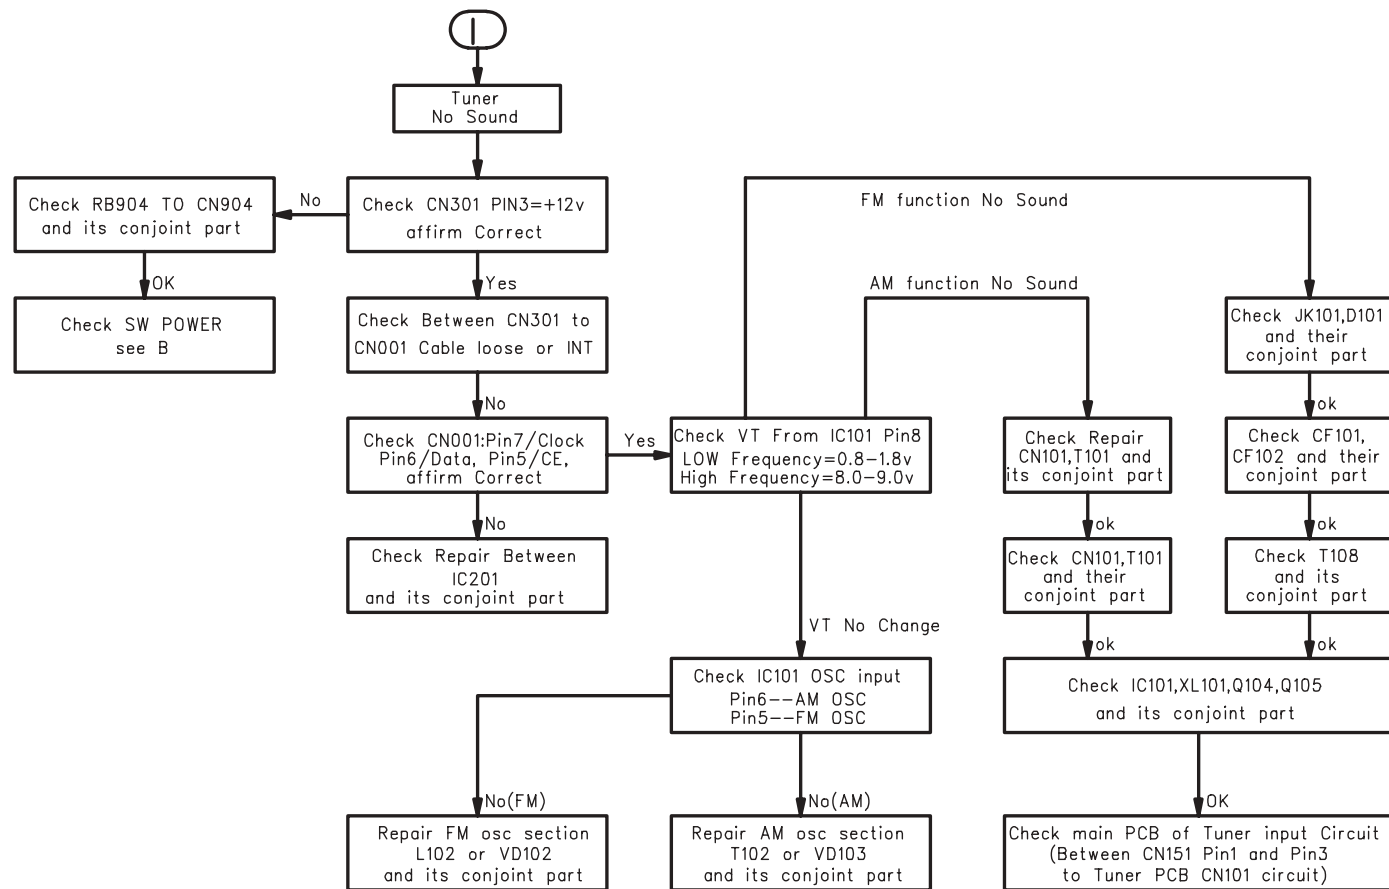 I
Tuner
No Sound
Check RB904 TO CN904
and its conjoint part
No
Check CN301 PIN3=+12v
affirm Correct
FM function No Sound
OK
Yes
AM function No Sound
Check SW POWER
see B
Check Between CN301 to
CN001 Cable loose or INT
Check JK101,D101
and their
conjoint part
No
ok
Check CN001:Pin7/Clock
Pin6/Data, Pin5/CE,
affirm Correct
Yes
Check VT From IC101 Pin8
LOW Frequency=0.8-1.8v
High Frequency=8.0-9.0v
Check Repair
CN101,T101 and
its conjoint part
Check CF101,
CF102 and their
conjoint part
No
ok
ok
Check Repair Between
IC201
and its conjoint part
Check CN101,T101
and their
conjoint part
Check T108
and its
conjoint part
VT No Change
ok
ok
Check IC101 OSC input
Pin6--AM OSC
Pin5--FM OSC
Check IC101,XL101,Q104,Q105
and its conjoint part
No(FM)
No(AM)
OK
Repair FM osc section
L102 or VD102
and its conjoint part
Repair AM osc section
T102 or VD103
and its conjoint part
Check main PCB of Tuner input Circuit
(Between CN151 Pin1 and Pin3
to Tuner PCB CN101 circuit)